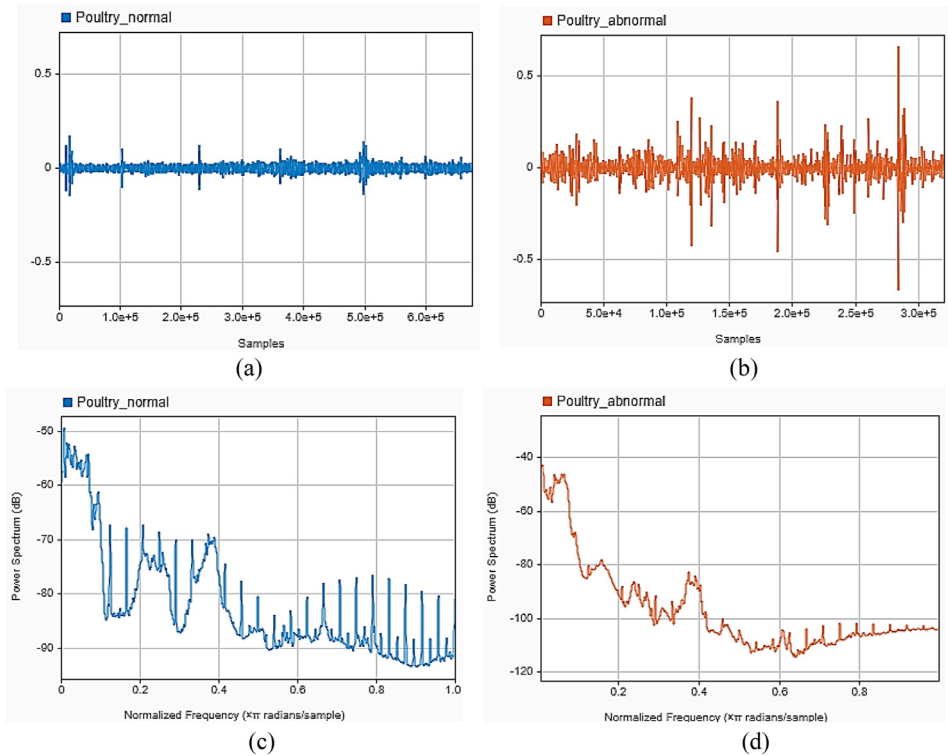 Poultry_normal
0.5
0
-0.5
0 1.0e+5 2.0e+5 3.0e+5 4.0e+5 5.0e+5 6.0e+5
Samples
(a)
Poultry_abnormal
0.5
0
-0.5
0 5.0e+4 1.0e+5 1.5e+5 2.0e+5 2.5e+5 3.0e+5
Samples
(b)
Poultry_normal
Power Spectrum (dB)
-50
-60
-70
-80
-90
0 0.2 0.4 0.6 0.8 1.0
Normalized Frequency (×π radians/sample)
(c)
Poultry_abnormal
Power Spectrum (dB)
-40
-60
-80
-100
-120
0.2 0.4 0.6 0.8
Normalized Frequency (×π radians/sample)
(d)